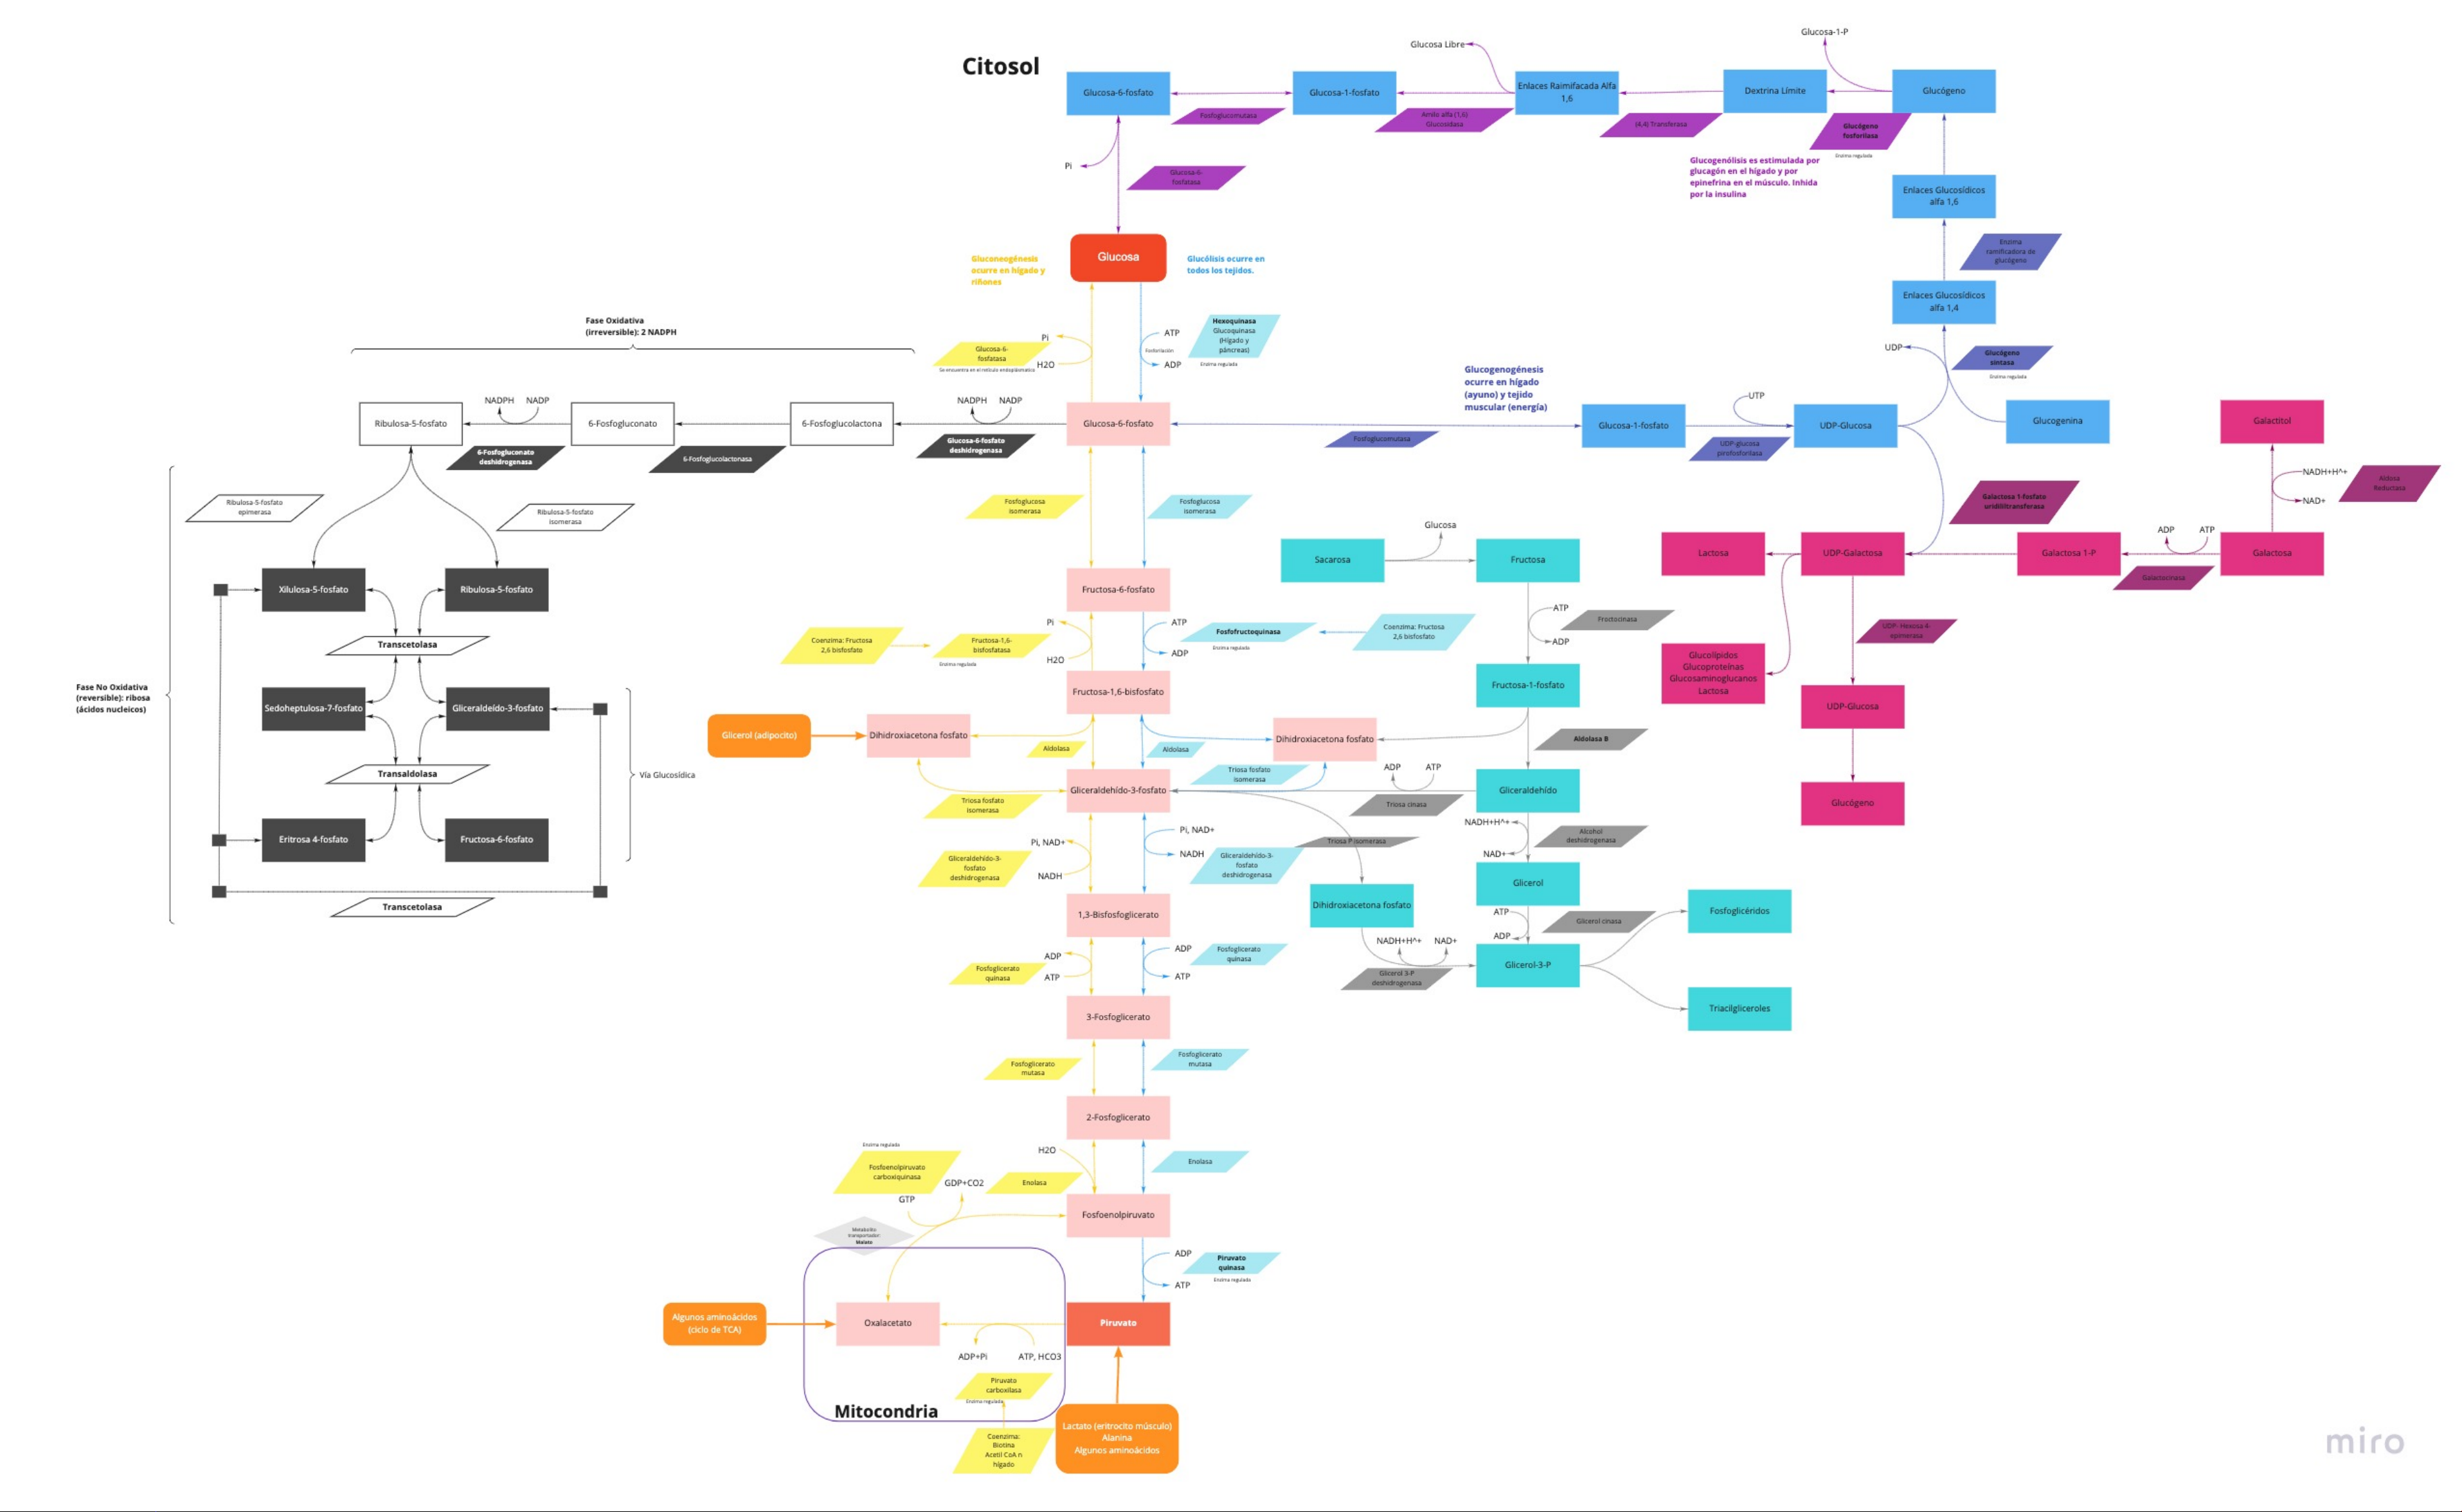 Citosol
Glucosa-6-fosfato
Fosfoglucomutasa
Glucosa-1-fosfato
Glucosa Libre
Amilo alfa (1,6)
Glucosidasa
Enlaces Raimifacada Alfa
1,6
(4,4) Transferasa
Dextrina Límite
Glucosa-1-P
Glucógeno
Glucógeno
fosforilasa
Enzima regulada
Glucogenólisis es estimulada por
glucagón en el hígado y por
epinefrina en el músculo. Inhida
por la insulina
Pi
Glucosa-6-
fosfatasa
Enlaces Glucosídicos
alfa 1,6
Enzima
ramificadora de
glucógeno
Enlaces Glucosídicos
alfa 1,4
UDP
Glucógeno
sintasa
Enzima regulada
Glucogenina
Gluconeogénesis
ocurre en hígado y
riñones
Glucosa
Glucólisis ocurre en
todos los tejidos.
Pi
Glucosa-6-
fosfatasa
Se encuentra en el retículo endoplásmatico
H2O
ATP
Fosforilación
ADP
Hexoquinasa
Glucoquinasa
(Hígado y
páncreas)
Enzima regulada
Fase Oxidativa
(irreversible): 2 NADPH
Ribulosa-5-fosfato
NADPH
NADP
6-Fosfogluconato
deshidrogenasa
6-Fosfogluconato
6-Fosfoglucolactonasa
6-Fosfoglucolactona
NADPH
NADP
Glucosa-6-fosfato
deshidrogenasa
Glucosa-6-fosfato
Glucogenogénesis
ocurre en hígado
(ayuno) y tejido
muscular (energía)
Fosfoglucomutasa
Glucosa-1-fosfato
UTP
UDP-glucosa
pirofosforilasa
UDP-Glucosa
Galactitol
NADH+H^+
NAD+
Aldosa
Reductasa
Galactosa 1-fosfato
uridililtransferasa
Lactosa
UDP-Galactosa
Galactosa 1-P
ADP
ATP
Galactocinasa
Galactosa
UDP- Hexosa-4-
epimerasa
Glucolípidos
Glucoproteínas
Glucosaminoglucanos
Lactosa
UDP-Glucosa
Glucógeno
Ribulosa-5-fosfato
epimerasa
Ribulosa-5-fosfato
isomerasa
Xilulosa-5-fosfato
Ribulosa-5-fosfato
Transcetolasa
Fase No Oxidativa
(reversible): ribosa
(ácidos nucleicos)
Sedoheptulosa-7-fosfato
Gliceraldeído-3-fosfato
Transaldolasa
Vía Glucosídica
Eritrosa 4-fosfato
Fructosa-6-fosfato
Transcetolasa
Fosfoglucosa
isomerasa
Fosfoglucosa
isomerasa
Fructosa-6-fosfato
Coenzima: Fructosa
2,6 bisfosfato
Fructosa-1,6-
bisfosfatasa
Enzima regulada
Pi
H2O
ATP
ADP
Fosfofructoquinasa
Enzima regulada
Coenzima: Fructosa
2,6 bisfosfato
Fructosa-1,6-bisfosfato
Glicerol (adipocito)
Dihidroxiacetona fosfato
Aldolasa
Aldolasa
Dihidroxiacetona fosfato
Triosa fosfato
isomerasa
Triosa fosfato
isomerasa
Gliceraldehído-3-fosfato
Sacarosa
Glucosa
Fructosa
ATP
ADP
Fructocinasa
Fructosa-1-fosfato
Aldolasa B
ADP
ATP
Triosa cinasa
Gliceraldehído
NADH+H^+
NAD+
Alcohol
deshidrogenasa
Triosa P isomerasa
Glicerol
Dihidroxiacetona fosfato
ATP
ADP
Glicerol cinasa
NADH+H^+
NAD+
Glicerol 3-P
deshidrogenasa
Glicerol-3-P
Fosfoglicéridos
Triacilgliceroles
Pi, NAD+
Gliceraldehído-3-
fosfato
deshidrogenasa
NADH
Pi, NAD+
NADH
Gliceraldehído-3-
fosfato
deshidrogenasa
1,3-Bisfosfoglicerato
ADP
Fosfoglicerato
quinasa
ATP
ADP
ATP
Fosfoglicerato
quinasa
3-Fosfoglicerato
Fosfoglicerato
mutasa
Fosfoglicerato
mutasa
2-Fosfoglicerato
H2O
Enolasa
Enolasa
Enzima regulada
Fosfoenolpiruvato
carboxiquinasa
GTP
GDP+CO2
Fosfoenolpiruvato
Metabolito
transportador:
Malato
ADP
ATP
Piruvato
quinasa
Enzima regulada
Algunos aminoácidos
(ciclo de TCA)
Oxalacetato
Piruvato
ADP+Pi
ATP, HCO3
Piruvato
carboxilasa
Enzima regulada
Mitocondria
Coenzima:
Biotina
Acetil CoA n
hígado
Lactato (eritrocito músculo)
Alanina
Algunos aminoácidos
miro